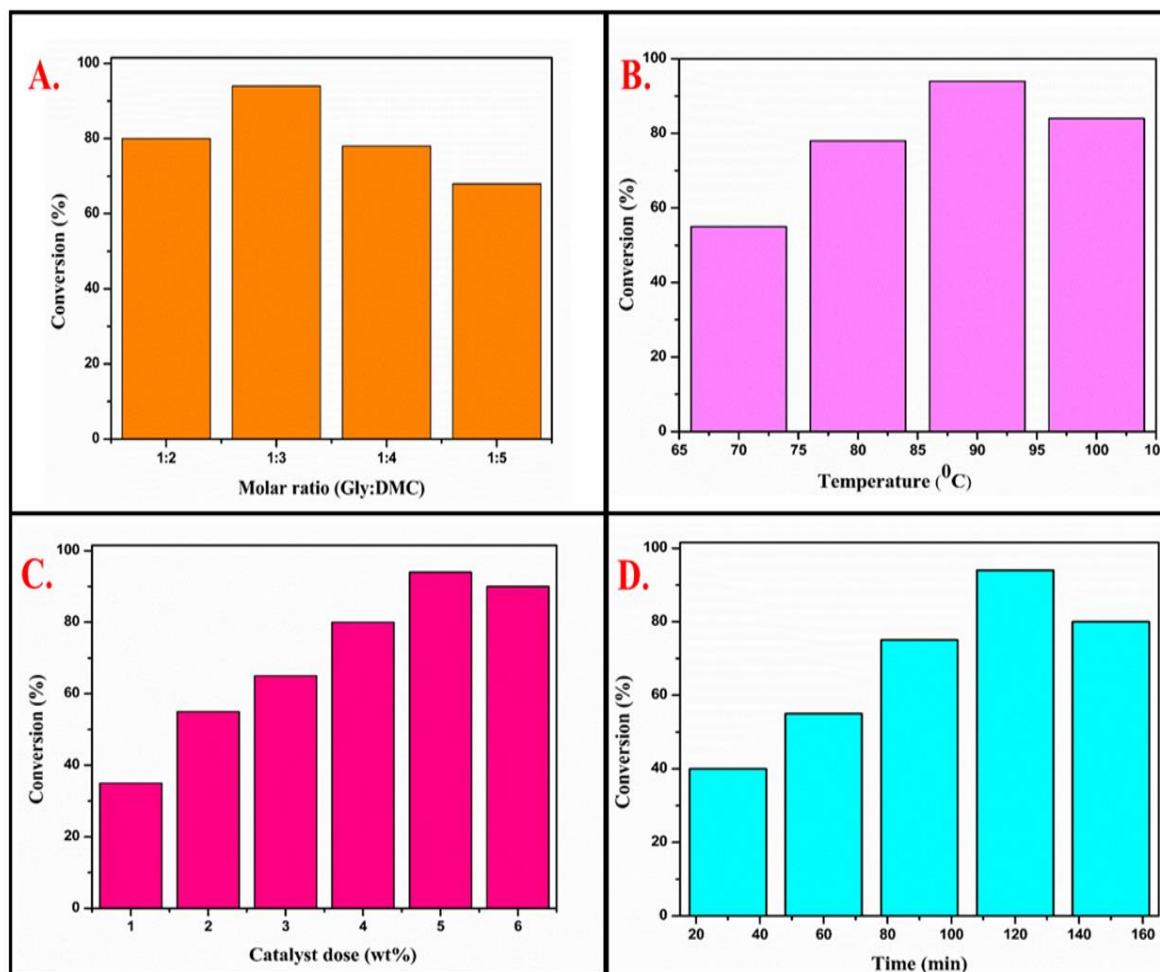 A.
100
80
60
40
20
0
Conversion (%)
1:2 1:3 1:4 1:5
Molar ratio (Gly:DMC)
B.
100
80
60
40
20
0
Conversion (%)
65 70 75 80 85 90 95 100 10
Temperature (⁰C)
C.
100
80
60
40
20
0
Conversion (%)
1 2 3 4 5 6
Catalyst dose (wt%)
D.
100
80
60
40
20
0
Conversion (%)
20 40 60 80 100 120 140 160
Time (min)